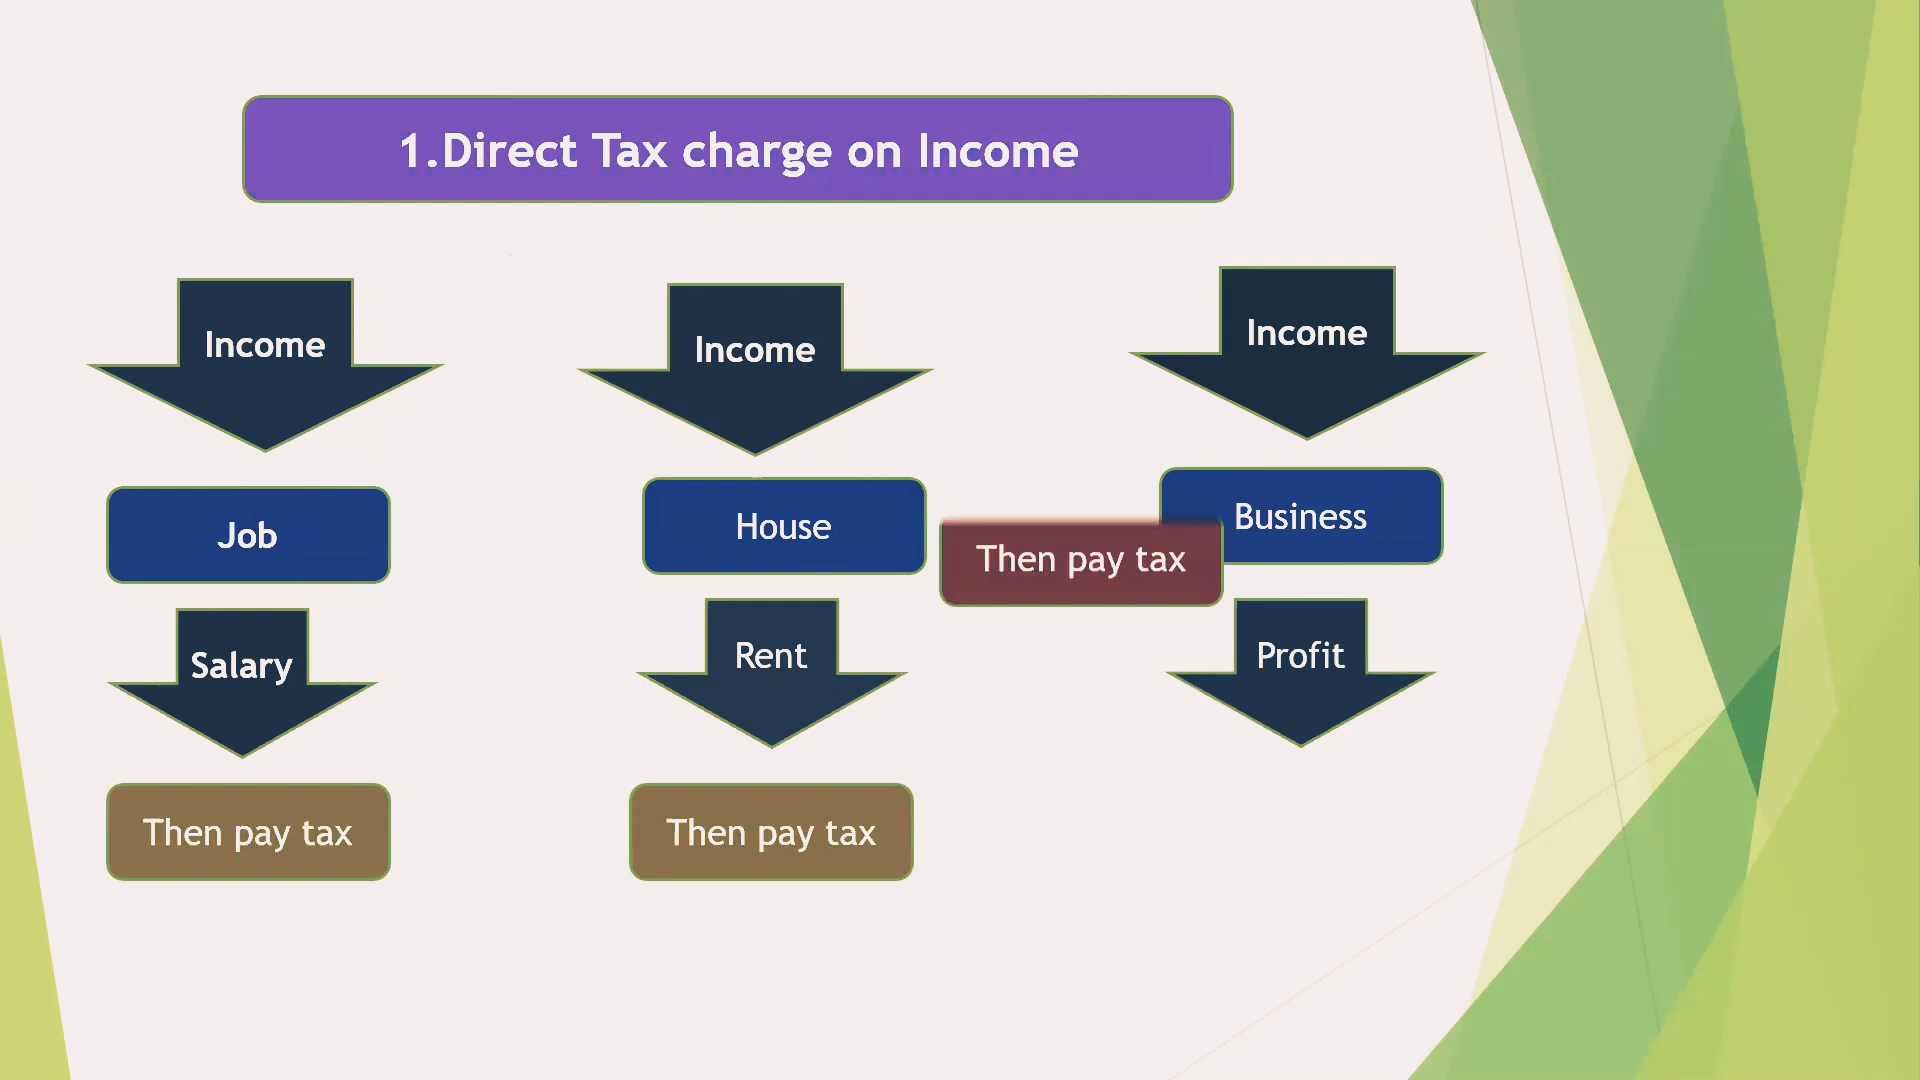 1.Direct Tax charge on Income
Income
Income
Income
Job
House
Business
Then pay tax
Salary
Rent
Profit
Then pay tax
Then pay tax